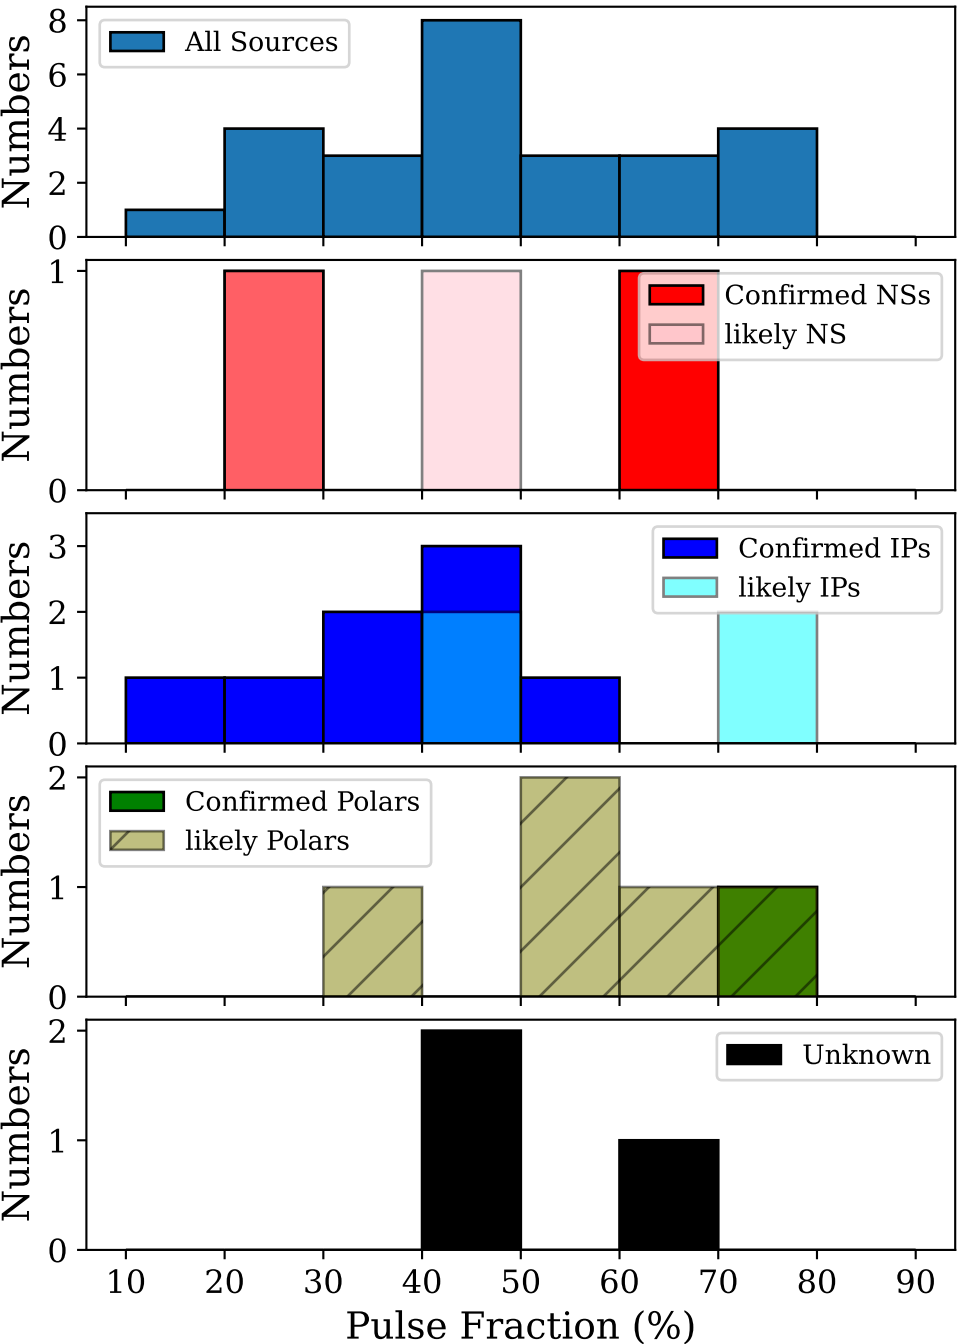 All Sources
Numbers
8
6
4
2
0
Confirmed NSs
likely NS
Numbers
1
0
Confirmed IPs
likely IPs
Numbers
3
2
1
0
Confirmed Polars
likely Polars
Numbers
2
1
0
Unknown
Numbers
2
1
0
10 20 30 40 50 60 70 80 90
Pulse Fraction (%)